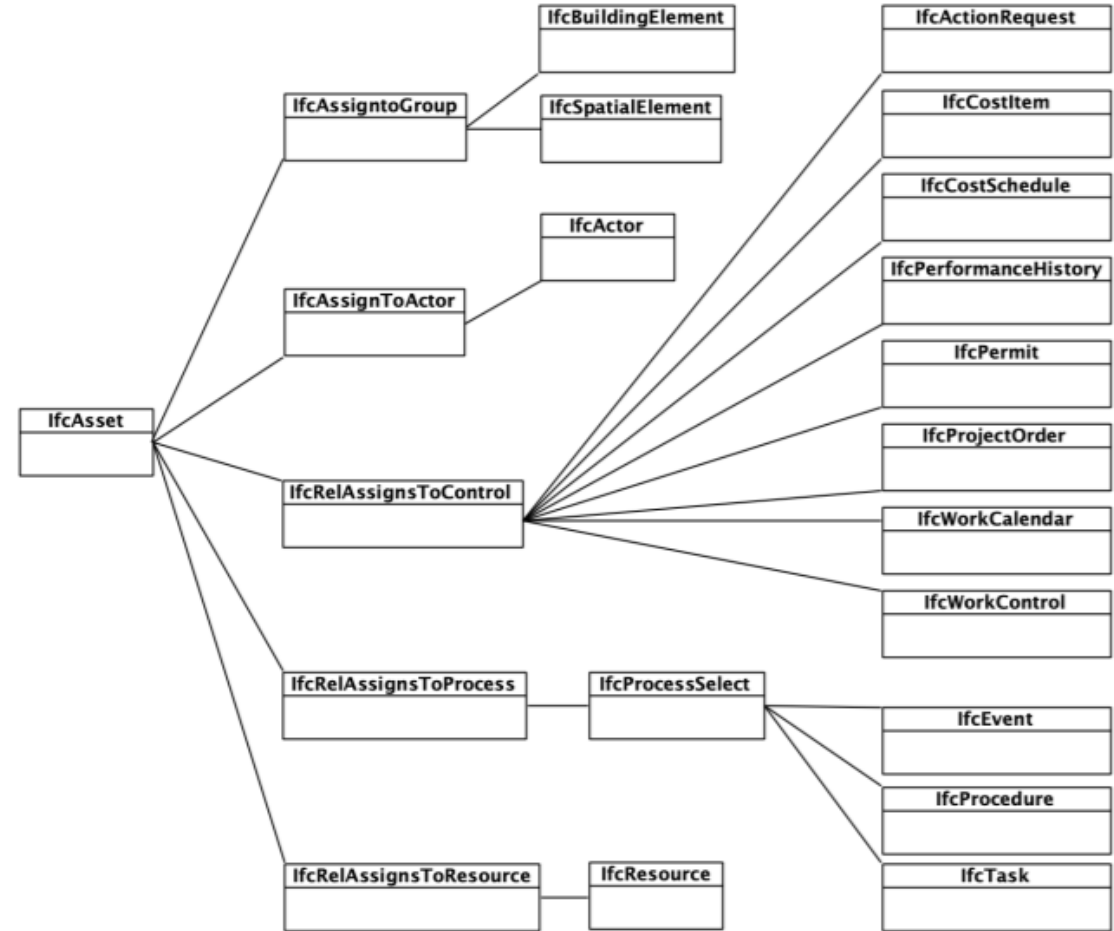 IfcBuildingElement
IfcActionRequest
IfcAssigntoGroup
IfcSpatialElement
IfcCostItem
IfcCostSchedule
IfcActor
IfcPerformanceHistory
IfcAssignToActor
IfcPermit
IfcAsset
IfcProjectOrder
IfcRelAssignsToControl
IfcWorkCalendar
IfcWorkControl
IfcRelAssignsToProcess
IfcProcessSelect
IfcEvent
IfcProcedure
IfcRelAssignsToResource
IfcResource
IfcTask